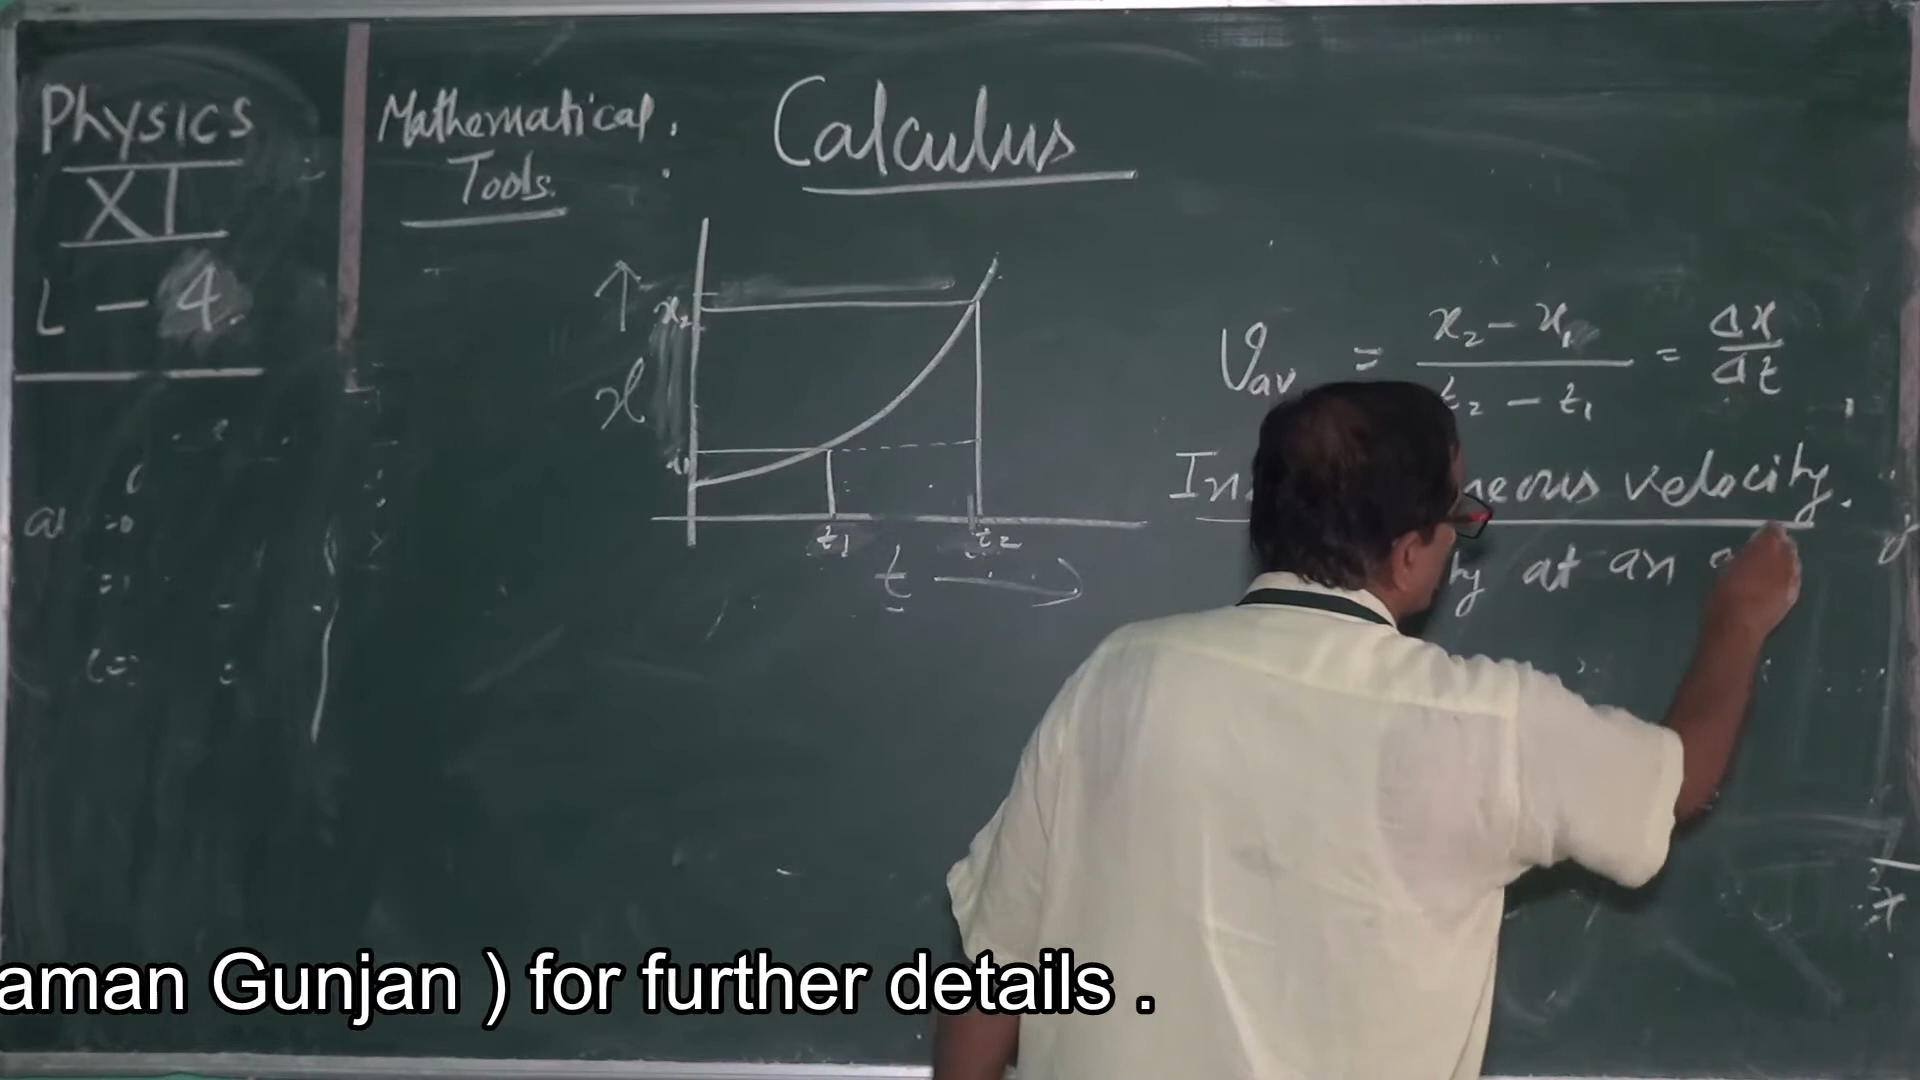 Physics
XI
L - 4
Mathematical
Tools.
Calculus
x₂
x
x₁
t₁ t₂
t
Vav = x₂ - x₁ / t₂ - t₁ = Δx / Δt
velocity.
at an
aman Gunjan ) for further details .